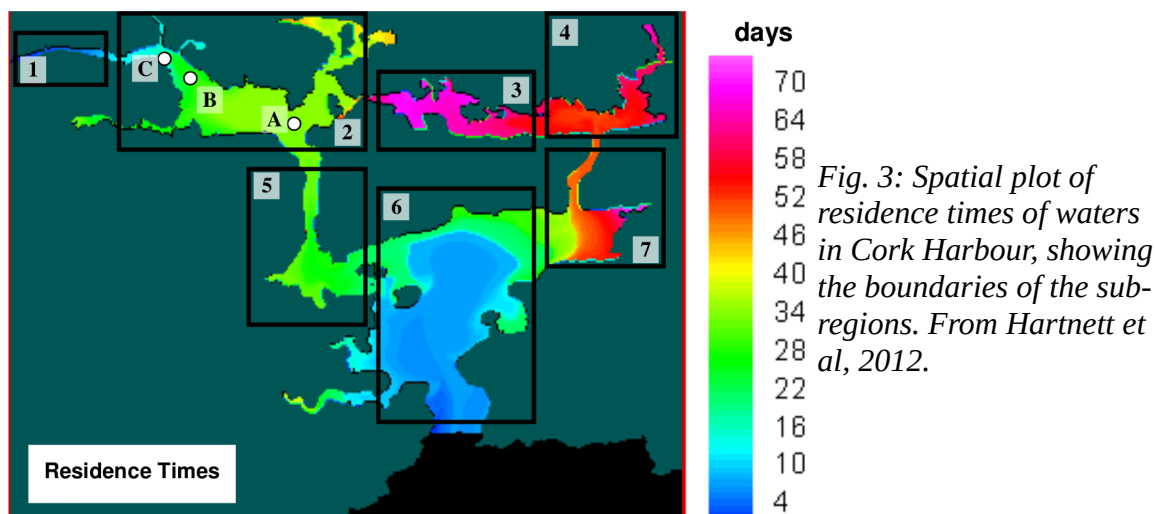 1
C
B
A
2
3
4
5
6
7
Residence Times
days
70
64
58
52
46
40
34
28
22
16
10
4
Fig. 3: Spatial plot of
residence times of waters
in Cork Harbour, showing
the boundaries of the sub-
regions. From Hartnett et
al, 2012.